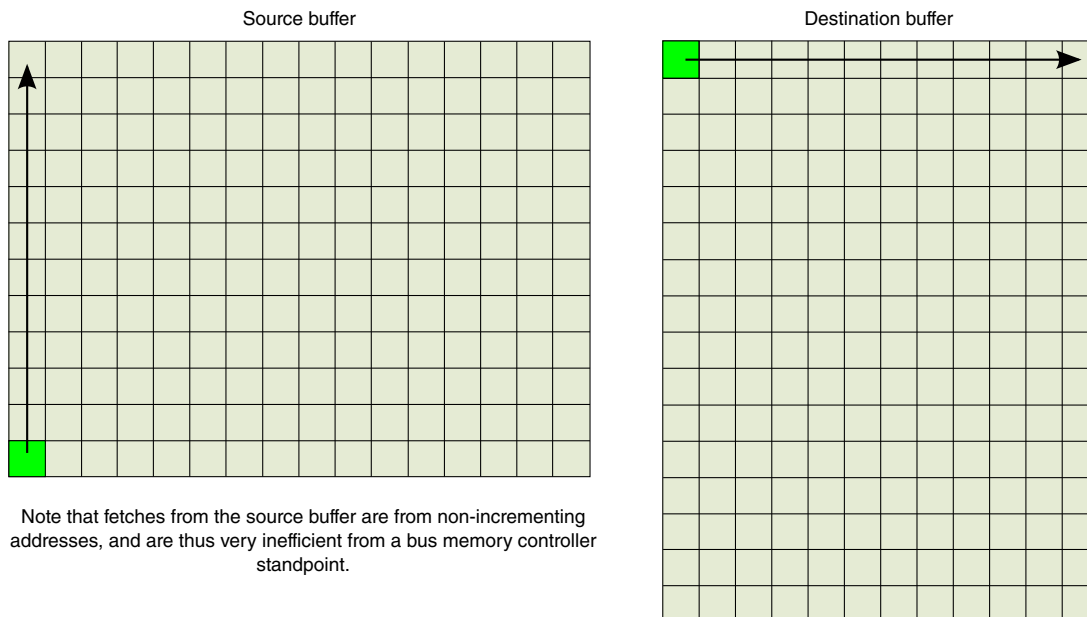 Source buffer
Destination buffer
Note that fetches from the source buffer are from non-incrementing
addresses, and are thus very inefficient from a bus memory controller
standpoint.